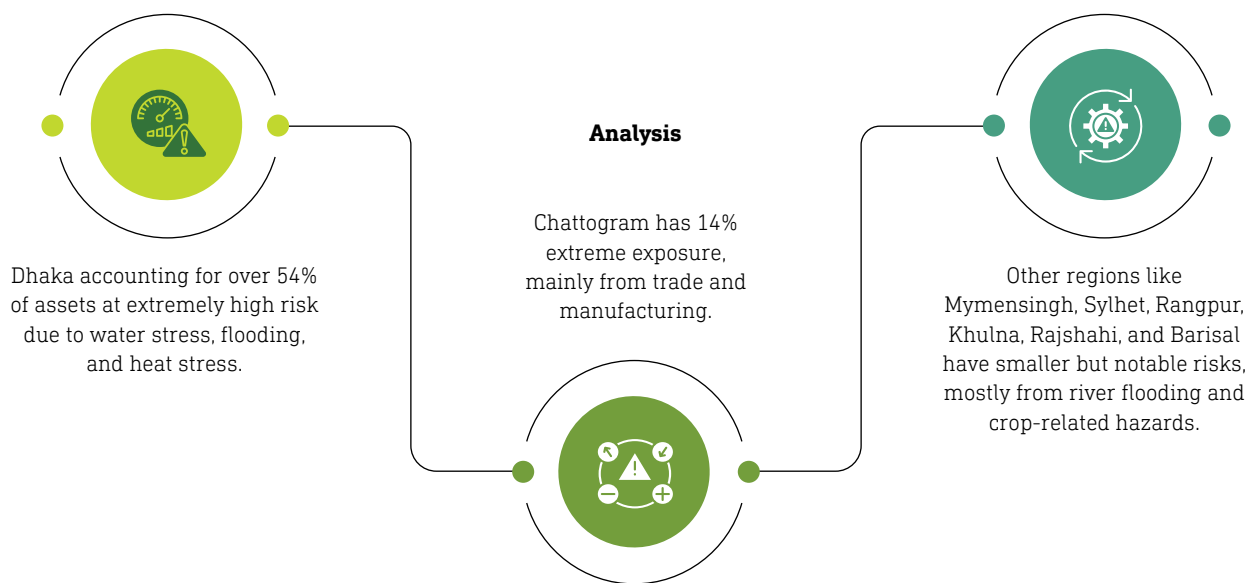 Analysis
Dhaka accounting for over 54%
of assets at extremely high risk
due to water stress, flooding,
and heat stress.
Chattogram has 14%
extreme exposure,
mainly from trade and
manufacturing.
Other regions like
Mymensingh, Sylhet, Rangpur,
Khulna, Rajshahi, and Barisal
have smaller but notable risks,
mostly from river flooding and
crop-related hazards.